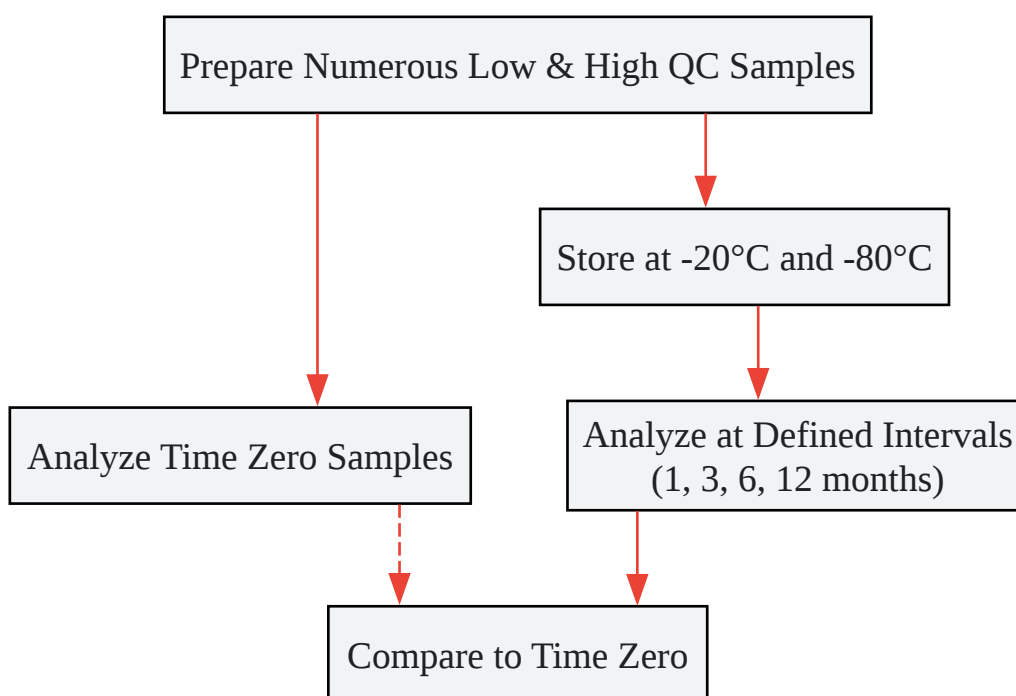 Prepare Numerous Low & High QC Samples
Store at -20°C and -80°C
Analyze Time Zero Samples
Analyze at Defined Intervals
(1, 3, 6, 12 months)
Compare to Time Zero